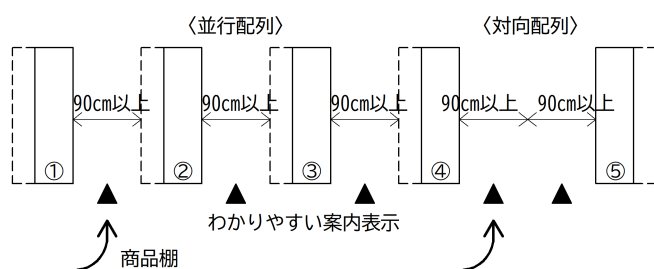 〈並行配列〉
〈対向配列〉
90cm以上
90cm以上
90cm以上
90cm以上
90cm以上
①
②
③
④
⑤
わかりやすい案内表示
商品棚